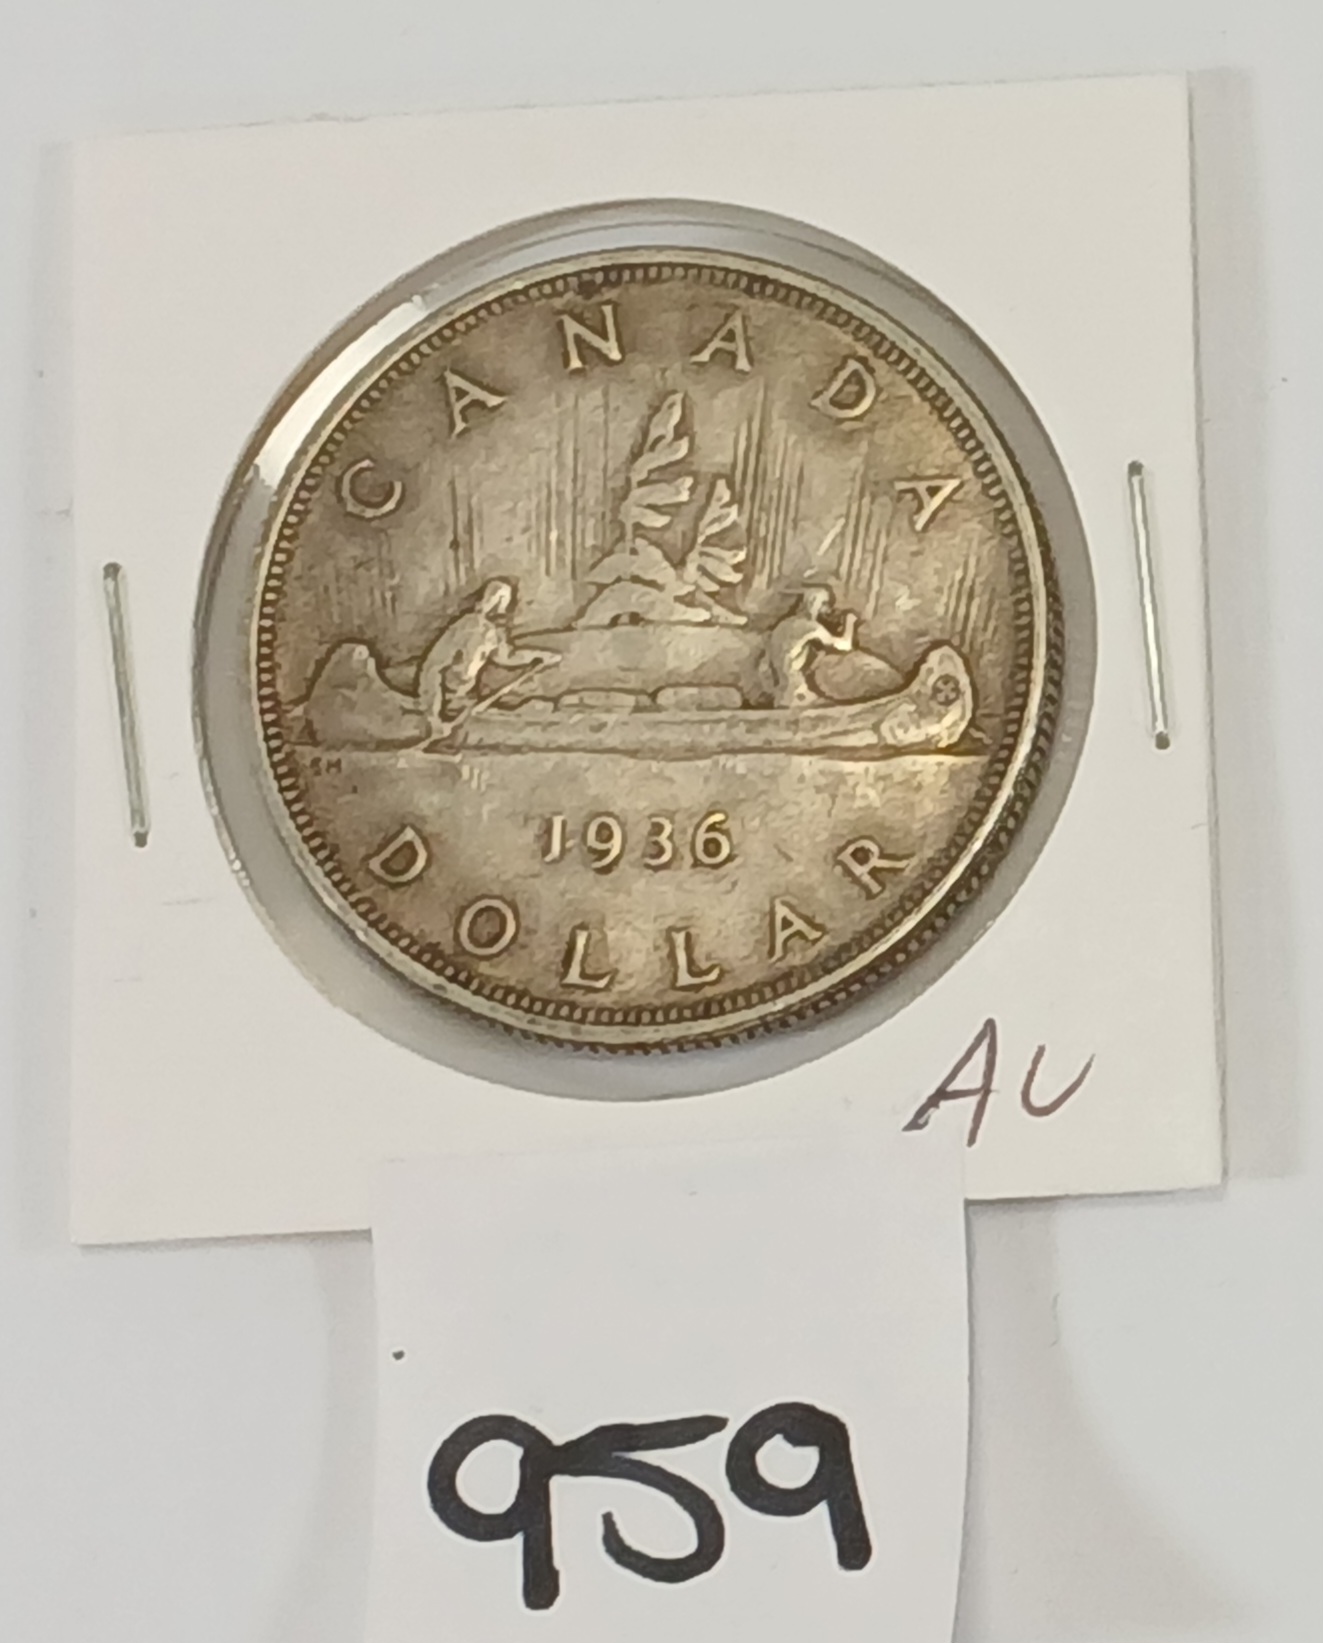 CANADA
EH
1936
DOLLAR
AU
959